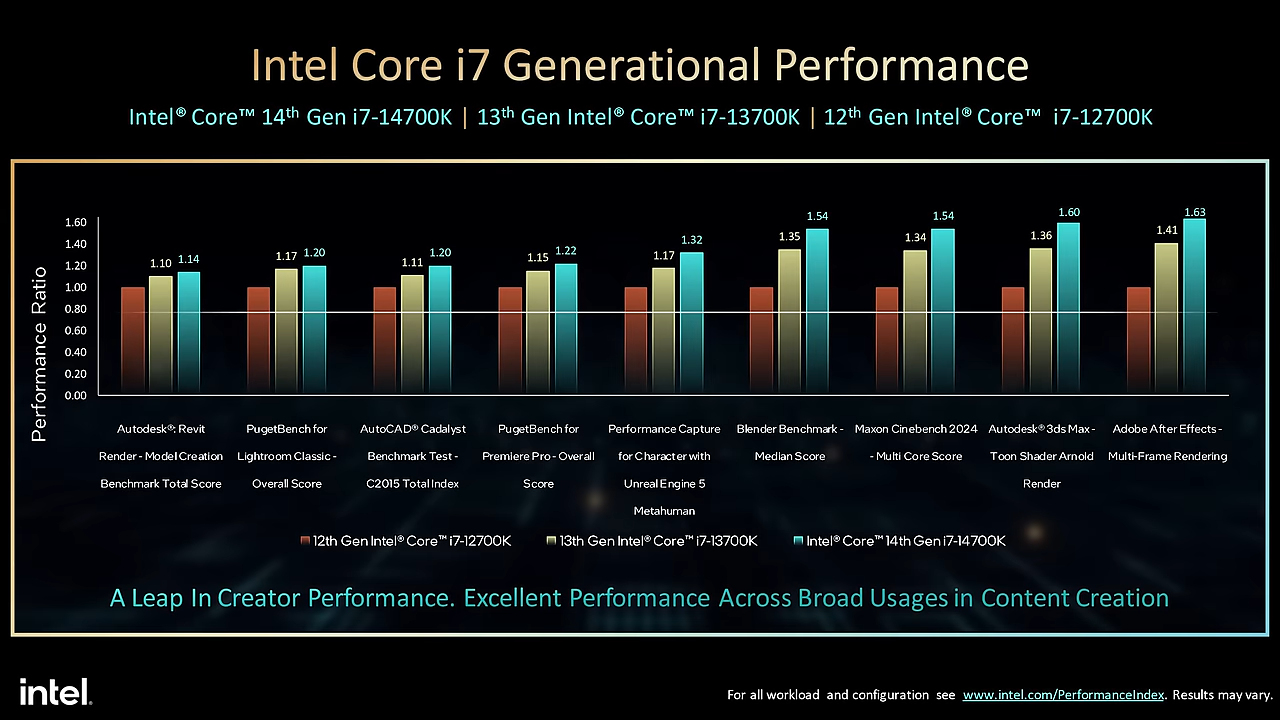 Intel Core i7 Generational Performance
Intel® Core™ 14th Gen i7-14700K | 13th Gen Intel® Core™ i7-13700K | 12th Gen Intel® Core™ i7-12700K
Performance Ratio
1.60
1.40
1.20
1.00
0.80
0.60
0.40
0.20
0.00
1.10 1.14
1.17 1.20
1.11 1.20
1.15 1.22
1.17 1.32
1.35 1.54
1.34 1.54
1.36 1.60
1.41 1.63
Autodesk®: Revit
Render - Model Creation
Benchmark Total Score
PugetBench for
Lightroom Classic -
Overall Score
AutoCAD® Cadalyst
Benchmark Test -
C2015 Total Index
PugetBench for
Premiere Pro - Overall
Score
Performance Capture
for Character with
Unreal Engine 5
Metahuman
Blender Benchmark -
Median Score
Maxon Cinebench 2024
- Multi Core Score
Autodesk® 3ds Max -
Toon Shader Arnold
Render
Adobe After Effects -
Multi-Frame Rendering
12th Gen Intel® Core™ i7-12700K
13th Gen Intel® Core™ i7-13700K
Intel® Core™ 14th Gen i7-14700K
A Leap In Creator Performance. Excellent Performance Across Broad Usages in Content Creation
intel.
For all workload and configuration see www.intel.com/PerformanceIndex. Results may vary.